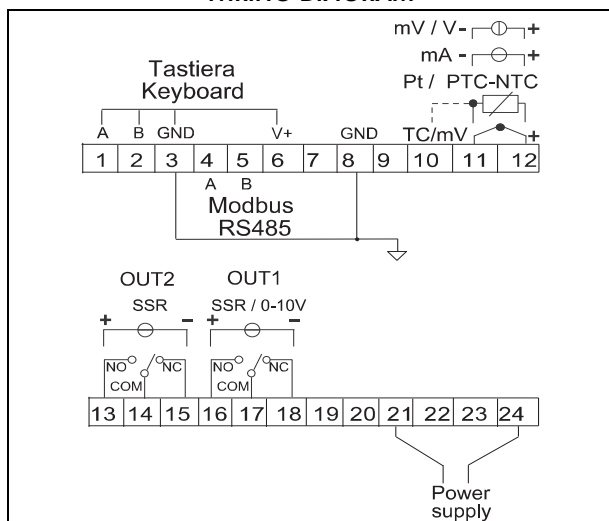 mV / V - +
mA - +
Tastiera
Keyboard
Pt / PTC-NTC
A B GND V+ GND TC/mV +
1 2 3 4 5 6 7 8 9 10 11 12
A B
Modbus
RS485
OUT2 OUT1
SSR SSR / 0-10V
+ - + -
NO NC NO NC
COM COM
13 14 15 16 17 18 19 20 21 22 23 24
Power
supply